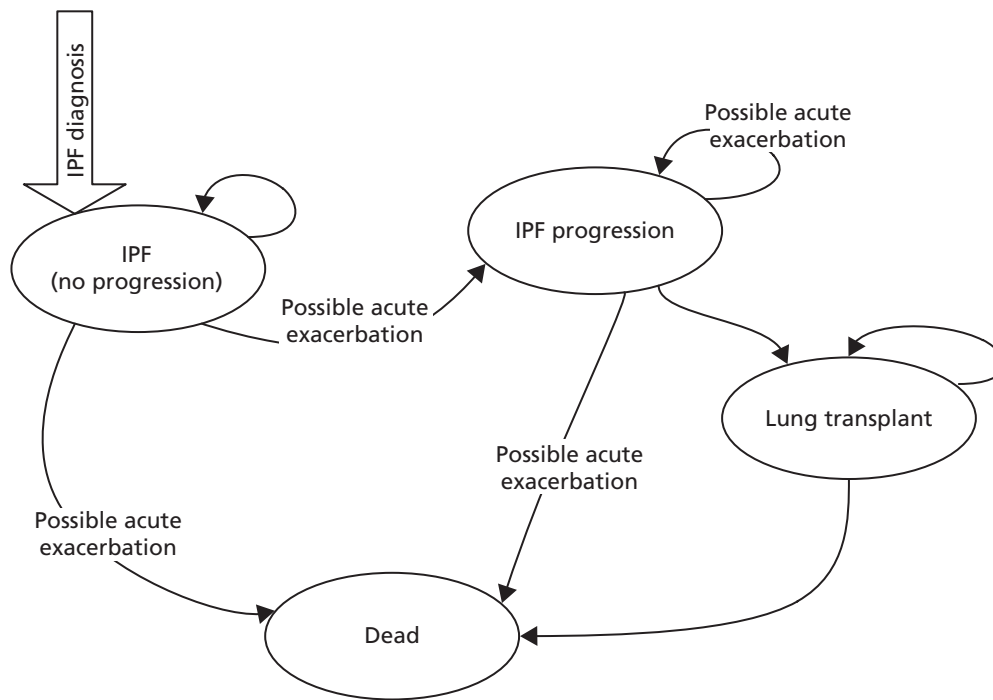 IPF diagnosis
Possible acute
exacerbation
IPF progression
IPF
(no progression)
Possible acute
exacerbation
Lung transplant
Possible acute
exacerbation
Possible acute
exacerbation
Dead